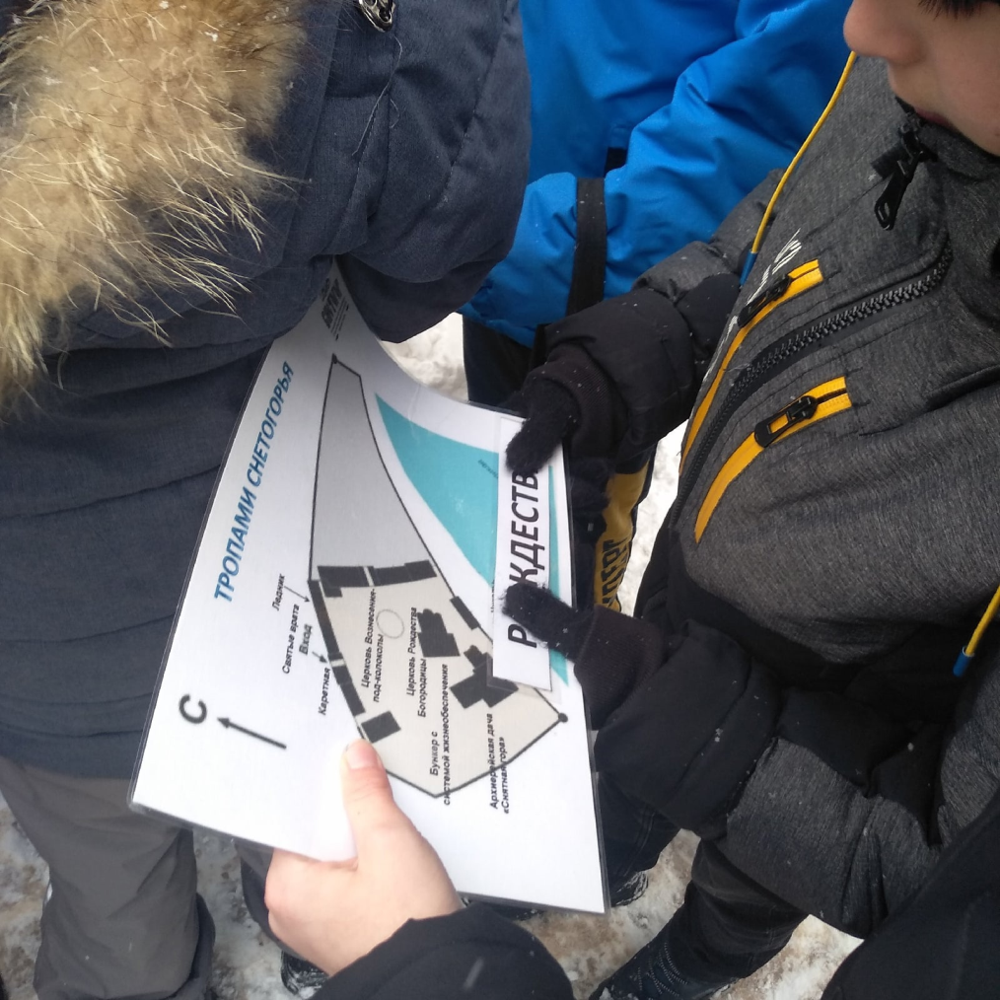 ТРОПАМИ СНЕТОГОРЬЯ
Ледник
Святые врата
Вход
Каретная
Церковь Вознесения-
под-колоколы
Церковь Рождества
Богородицы
Бункер с
системой жизнеобеспечения
Архиерейская дача
«Снятная гора»
С